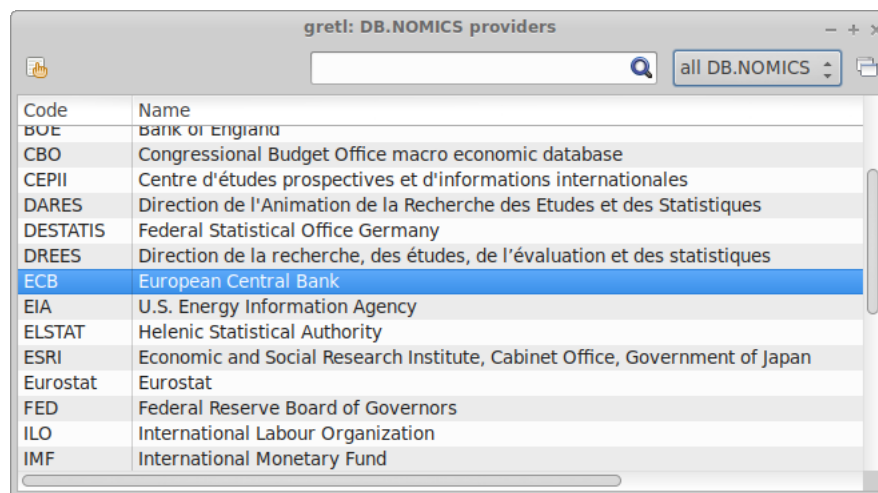 gretl: DB.NOMICS providers
all DB.NOMICS
Code Name
BOE Bank of England
CBO Congressional Budget Office macro economic database
CEPII Centre d'études prospectives et d'informations internationales
DARES Direction de l'Animation de la Recherche des Etudes et des Statistiques
DESTATIS Federal Statistical Office Germany
DREES Direction de la recherche, des études, de l’évaluation et des statistiques
ECB European Central Bank
EIA U.S. Energy Information Agency
ELSTAT Helenic Statistical Authority
ESRI Economic and Social Research Institute, Cabinet Office, Government of Japan
Eurostat Eurostat
FED Federal Reserve Board of Governors
ILO International Labour Organization
IMF International Monetary Fund